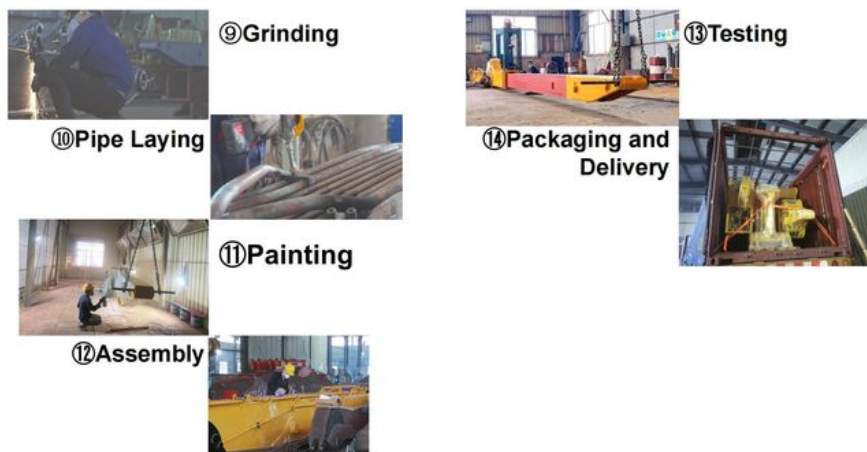 ⑨Grinding
⑩Pipe Laying
⑪Painting
⑫Assembly
⑬Testing
⑭Packaging and
Delivery